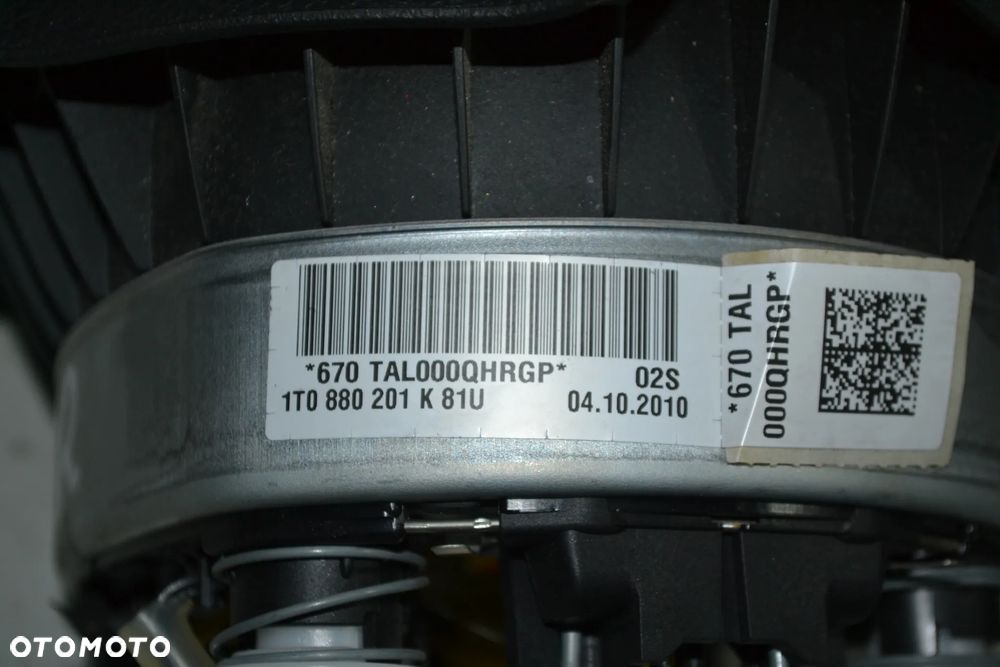 *670 TAL000QHRGP* 02S
1T0 880 201 K 81U 04.10.2010
*670 TAL
000QHRGP*
OTOMOTO